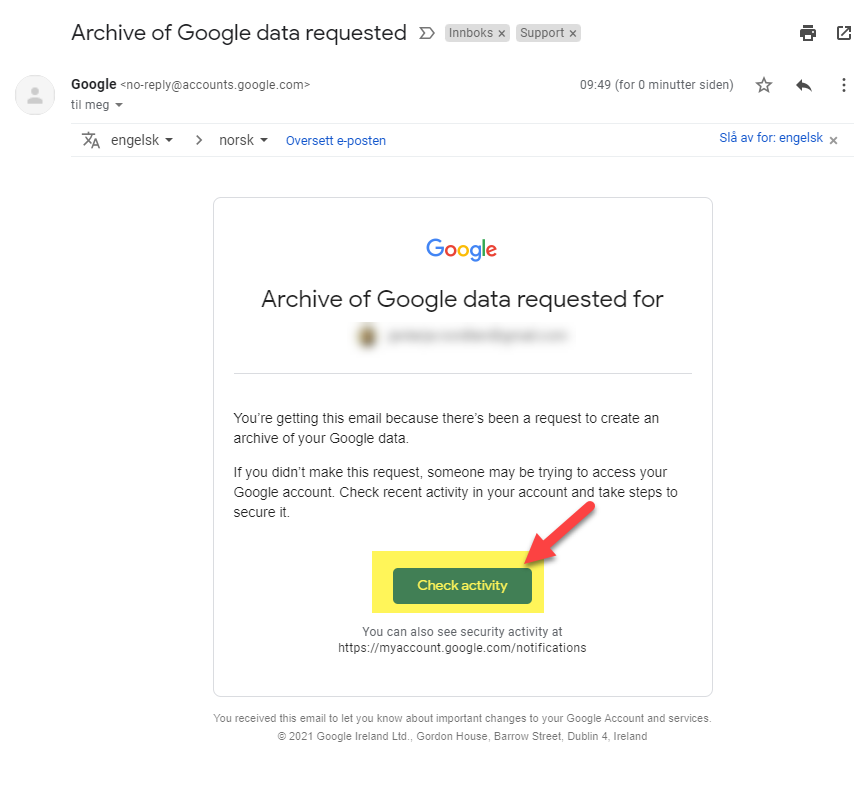 Archive of Google data requested Innboks × Support ×
Google <no-reply@accounts.google.com> 09:49 (for 0 minutter siden)
til meg
engelsk > norsk Oversett e-posten Slå av for: engelsk ×
Google
Archive of Google data requested for
You’re getting this email because there’s been a request to create an
archive of your Google data.
If you didn’t make this request, someone may be trying to access your
Google account. Check recent activity in your account and take steps to
secure it.
Check activity
You can also see security activity at
https://myaccount.google.com/notifications
You received this email to let you know about important changes to your Google Account and services.
© 2021 Google Ireland Ltd., Gordon House, Barrow Street, Dublin 4, Ireland